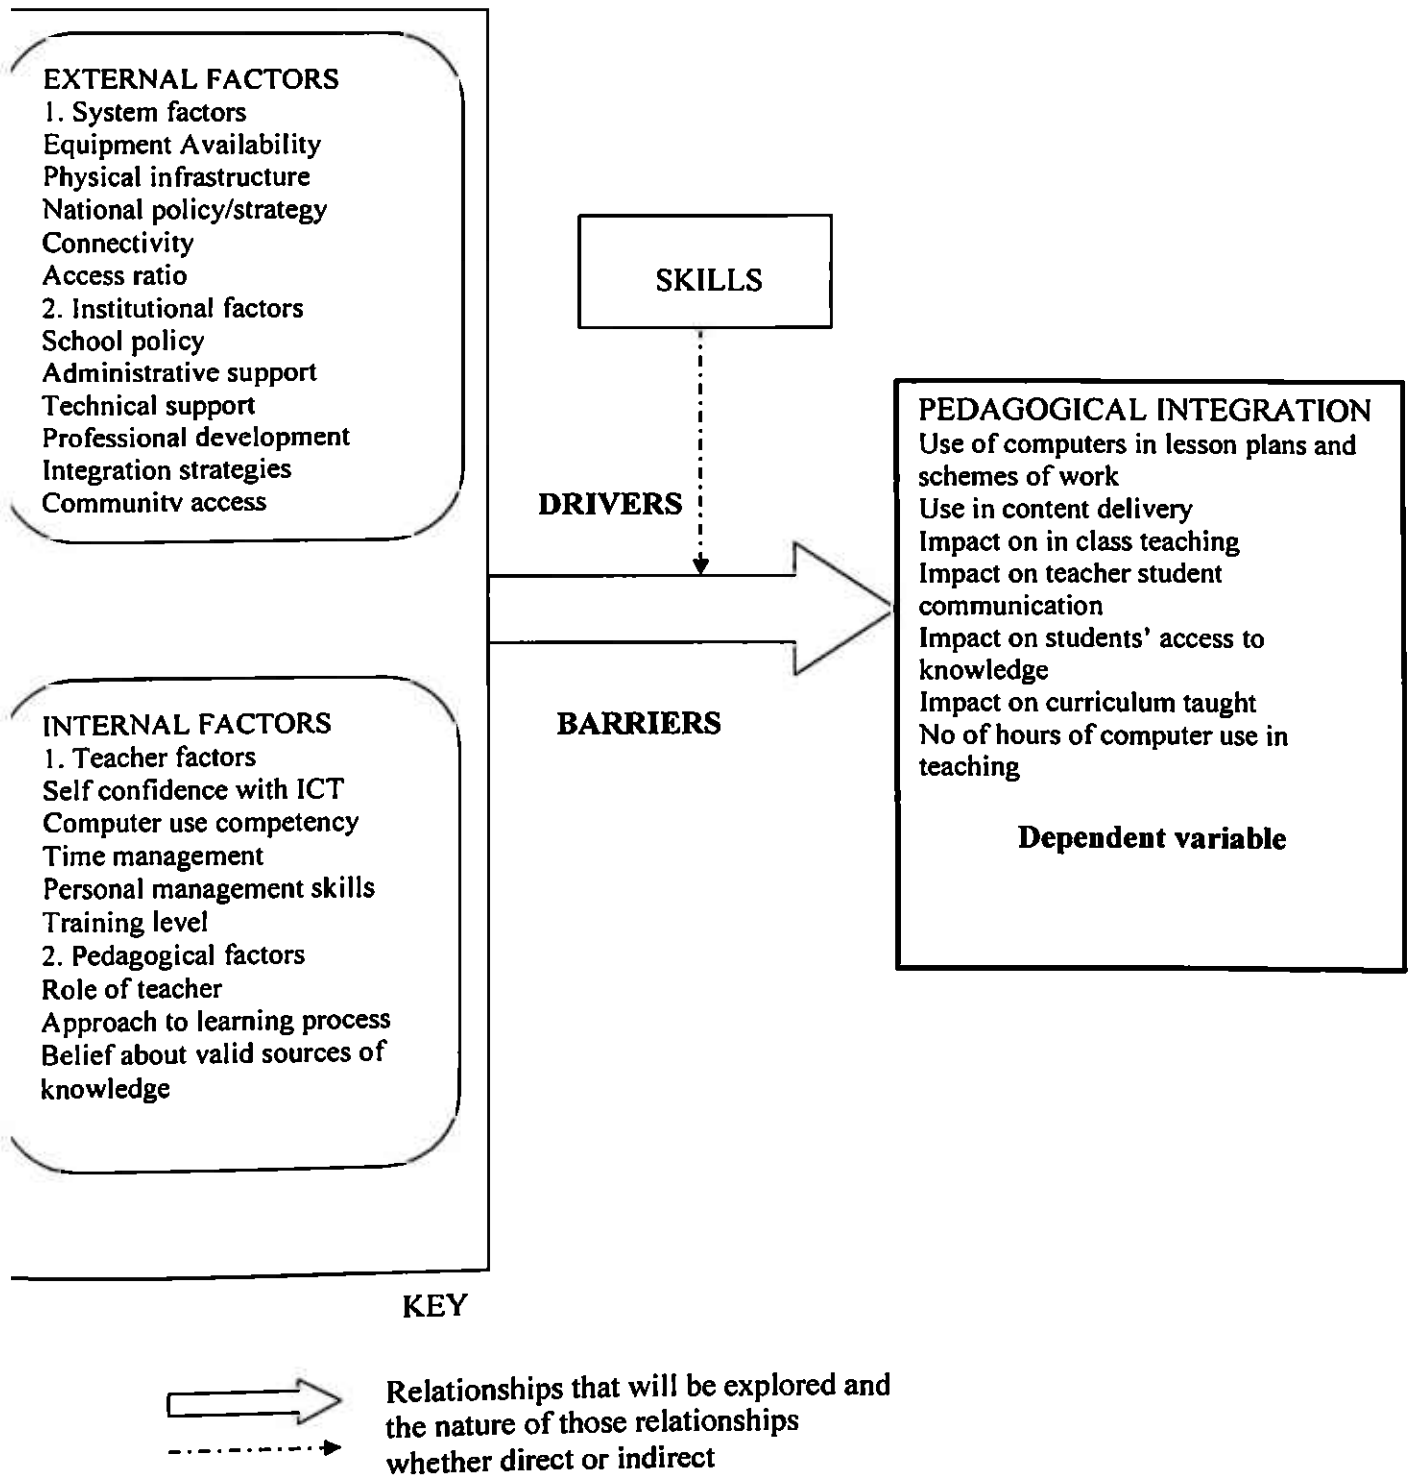 EXTERNAL FACTORS
1. System factors
Equipment Availability
Physical infrastructure
National policy/strategy
Connectivity
Access ratio
2. Institutional factors
School policy
Administrative support
Technical support
Professional development
Integration strategies
Community access
INTERNAL FACTORS
1. Teacher factors
Self confidence with ICT
Computer use competency
Time management
Personal management skills
Training level
2. Pedagogical factors
Role of teacher
Approach to learning process
Belief about valid sources of
knowledge
SKILLS
DRIVERS
BARRIERS
PEDAGOGICAL INTEGRATION
Use of computers in lesson plans and
schemes of work
Use in content delivery
Impact on in class teaching
Impact on teacher student
communication
Impact on students' access to
knowledge
Impact on curriculum taught
No of hours of computer use in
teaching
Dependent variable
KEY
Relationships that will be explored and
the nature of those relationships
whether direct or indirect